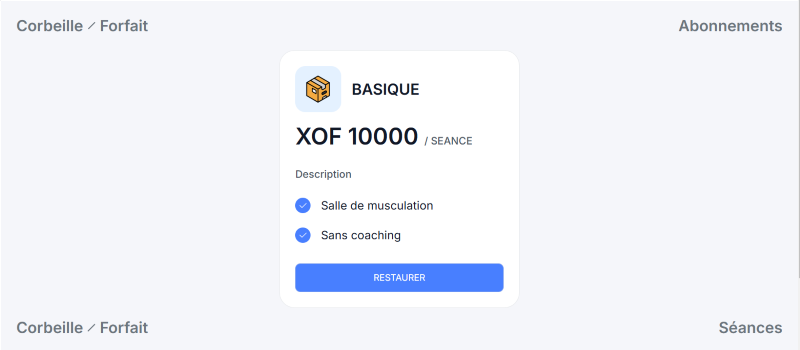 Corbeille / Forfait
Abonnements
BASIQUE
XOF 10000 / SEANCE
Description
Salle de musculation
Sans coaching
RESTAURER
Corbeille / Forfait
Séances